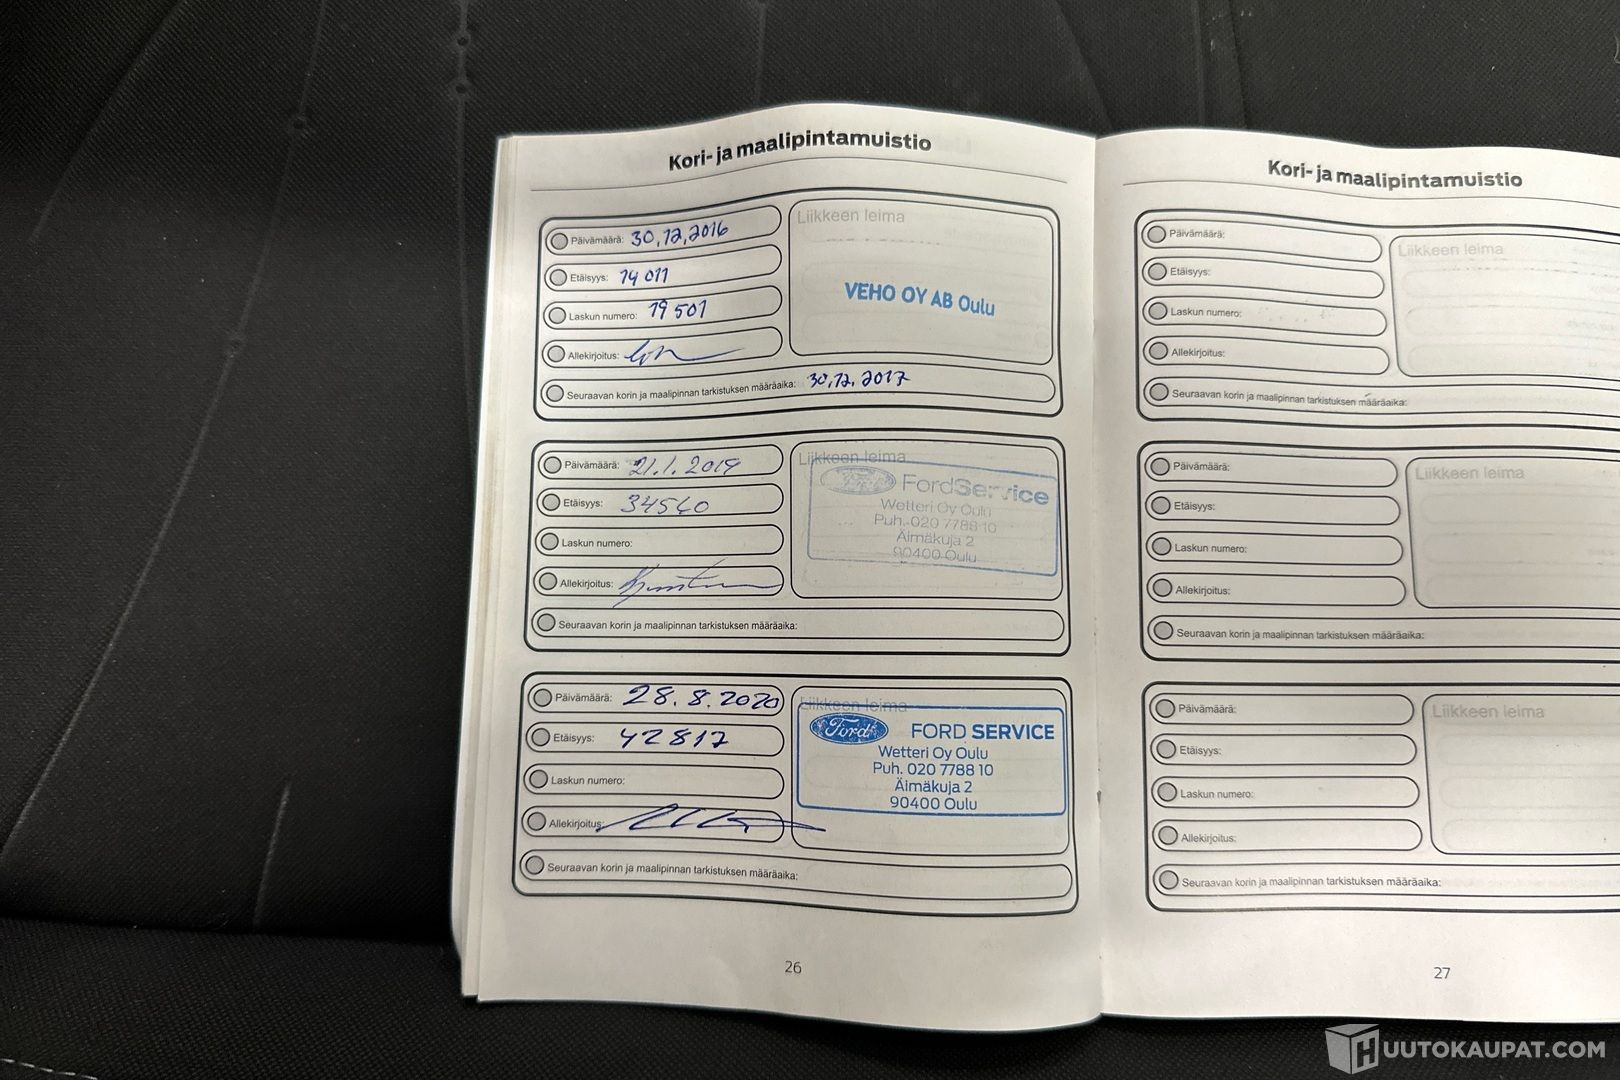 Kori- ja maalipintamuistio
Päivämäärä: 30,12,2016
Etäisyys: 14 011
Laskun numero: 19 501
Allekirjoitus:
Liikkeen leima
VEHO OY AB Oulu
Seuraavan korin ja maalipinnan tarkistuksen määräaika: 30,12, 2017
Päivämäärä: 21.1. 2019
Etäisyys: 34540
Laskun numero:
Allekirjoitus:
Liikkeen leima
Ford
FordService
Wetteri Oy Oulu
Puh. 020 7788 10
Äimäkuja 2
90400 Oulu
Seuraavan korin ja maalipinnan tarkistuksen määräaika:
Päivämäärä: 28.8.2020
Etäisyys: 42817
Laskun numero:
Allekirjoitus:
Liikkeen leima
Ford
FORD SERVICE
Wetteri Oy Oulu
Puh. 020 7788 10
Äimäkuja 2
90400 Oulu
Seuraavan korin ja maalipinnan tarkistuksen määräaika:
26
Kori- ja maalipintamuistio
Päivämäärä:
Etäisyys:
Laskun numero:
Allekirjoitus:
Liikkeen leima
Seuraavan korin ja maalipinnan tarkistuksen määräaika:
Päivämäärä:
Etäisyys:
Laskun numero:
Allekirjoitus:
Liikkeen leima
Seuraavan korin ja maalipinnan tarkistuksen määräaika:
Päivämäärä:
Etäisyys:
Laskun numero:
Allekirjoitus:
Liikkeen leima
Seuraavan korin ja maalipinnan tarkistuksen määräaika:
27
HUUTOKAUPAT.COM